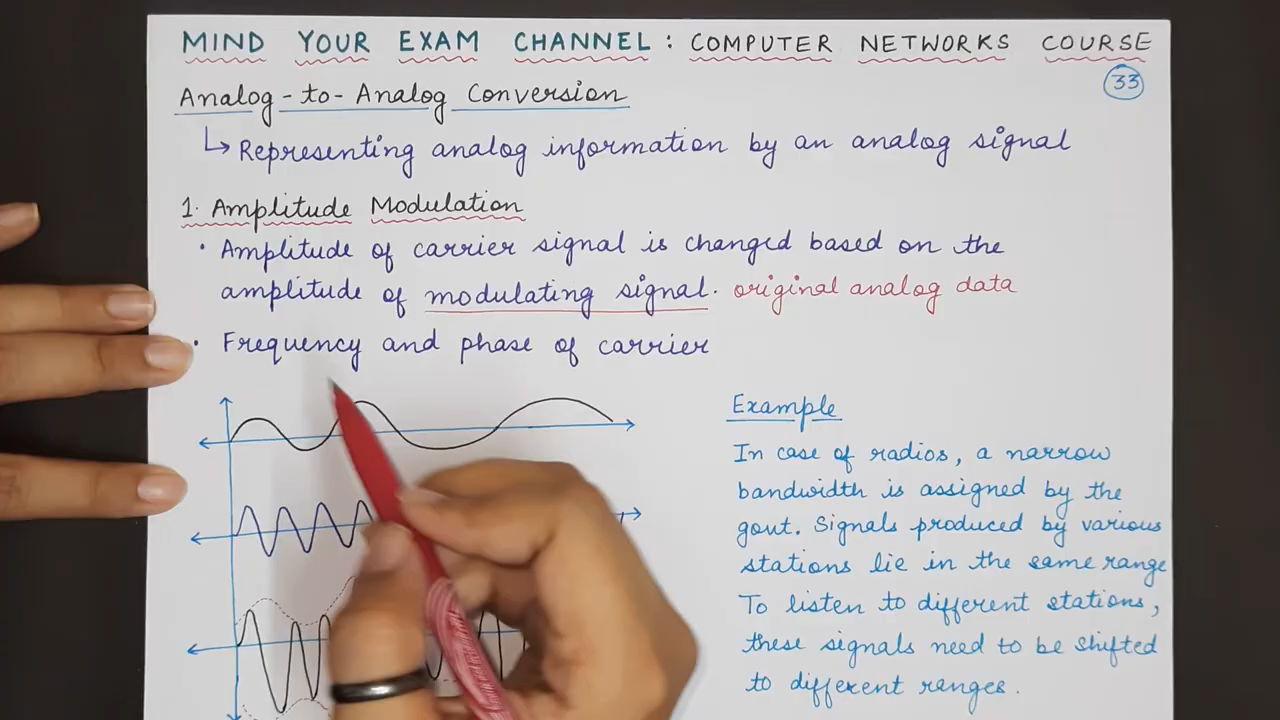 MIND YOUR EXAM CHANNEL : COMPUTER NETWORKS COURSE
33
Analog-to-Analog Conversion
↳ Representing analog information by an analog signal
1. Amplitude Modulation
• Amplitude of carrier signal is changed based on the
amplitude of modulating signal. original analog data
• Frequency and phase of carrier
Example
In case of radios, a narrow
bandwidth is assigned by the
govt. Signals produced by various
stations lie in the same range
To listen to different stations,
these signals need to be shifted
to different ranges.